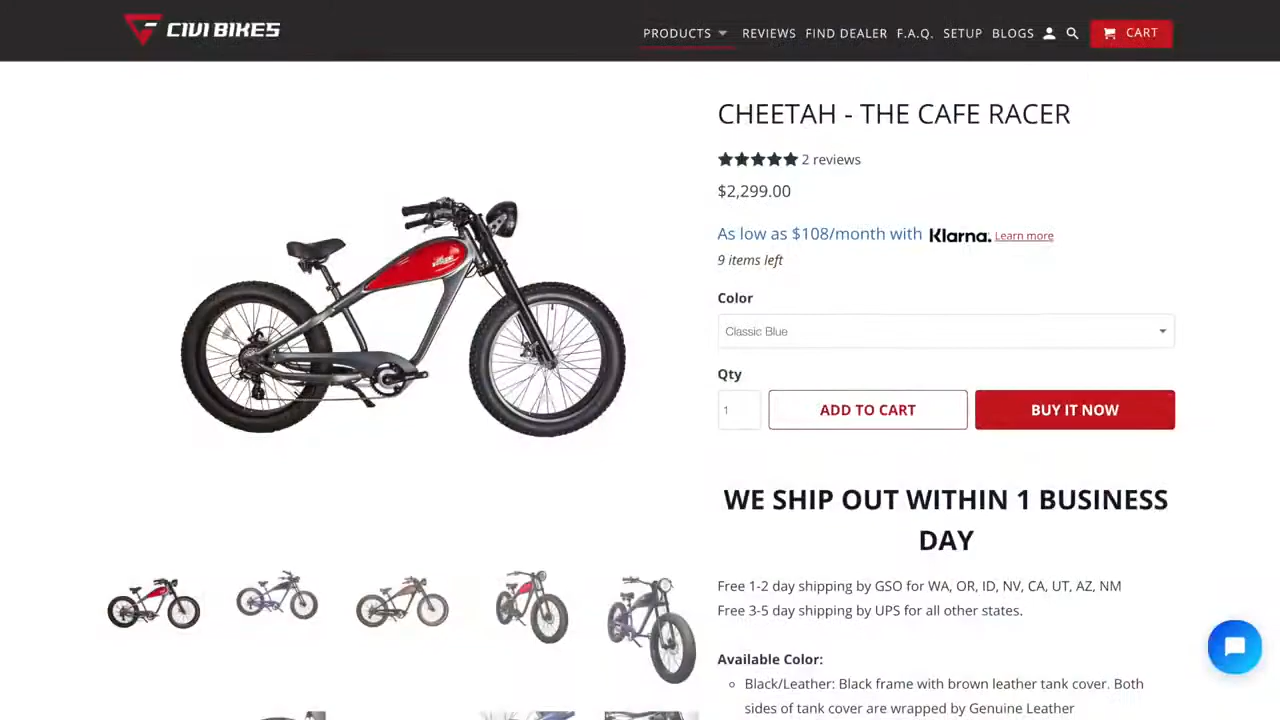 CIVI BIKES
PRODUCTS REVIEWS FIND DEALER F.A.Q. SETUP BLOGS CART
CHEETAH - THE CAFE RACER
2 reviews
$2,299.00
As low as $108/month with Klarna. Learn more
9 items left
Color
Classic Blue
Qty
1 ADD TO CART BUY IT NOW
WE SHIP OUT WITHIN 1 BUSINESS
DAY
Free 1-2 day shipping by GSO for WA, OR, ID, NV, CA, UT, AZ, NM
Free 3-5 day shipping by UPS for all other states.
Available Color:
Black/Leather: Black frame with brown leather tank cover. Both
sides of tank cover are wrapped by Genuine Leather